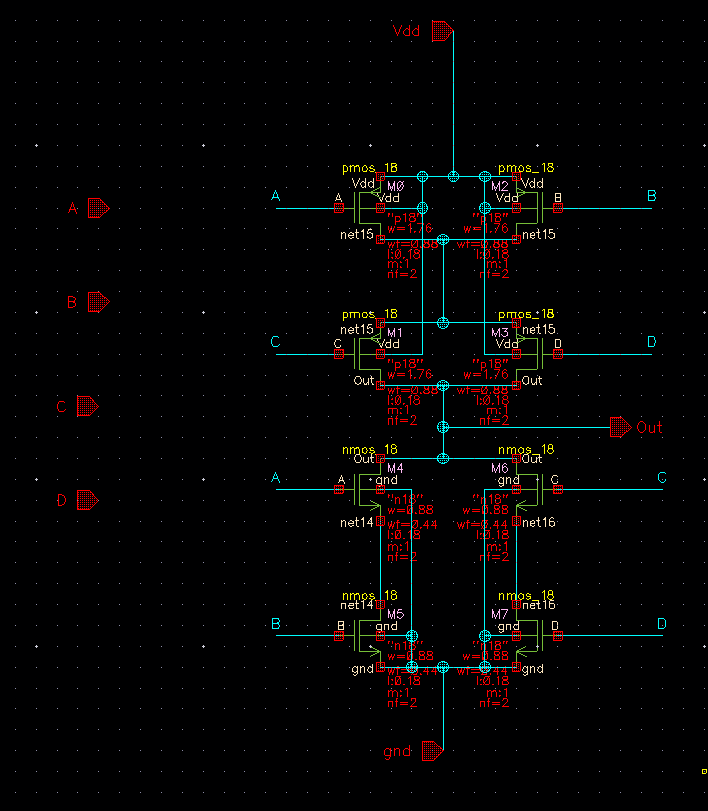 Vdd
pmos_18 pmos_18
A Vdd M0 M2 Vdd B
A A Vdd Vdd B
"p18" "p18"
net15 w=1.76 w=1.76 net15
wf=0.88 wf=0.88
l:0.18 l:0.18
m:1 m:1
nf=2 nf=2
B
pmos_18 pmos_18
net15 M1 M3 net15
C C Vdd Vdd D D
"p18" "p18"
Out w=1.76 w=1.76 Out
wf=0.88 wf=0.88
C l:0.18 l:0.18
m:1 m:1
nf=2 nf=2
Out
nmos_18 nmos_18
Out M4 M6 Out
A A gnd gnd C C
D "n18" "n18"
w=0.88 w=0.88
net14 wf=0.44 wf=0.44 net16
l:0.18 l:0.18
m:1 m:1
nf=2 nf=2
nmos_18 nmos_18
net14 M5 M7 net16
B B gnd gnd D D
"n18" "n18"
w=0.88 w=0.88
gnd wf=0.44 wf=0.44 gnd
l:0.18 l:0.18
m:1 m:1
nf=2 nf=2
gnd